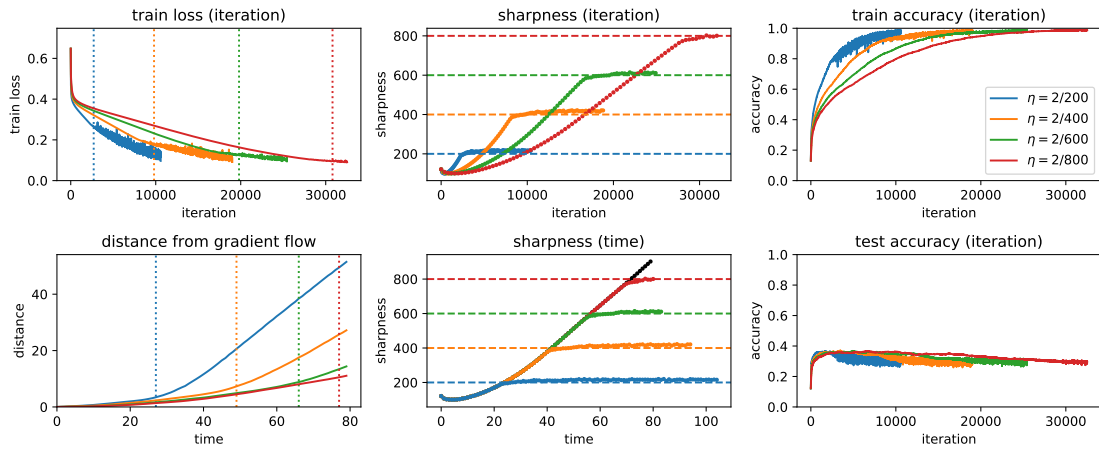 train loss (iteration)
train loss
0.6
0.4
0.2
0.0
0
10000
20000
30000
iteration
sharpness (iteration)
sharpness
800
600
400
200
0
10000
20000
30000
iteration
train accuracy (iteration)
accuracy
1.0
0.8
0.6
0.4
0.2
0.0
η = 2/200
η = 2/400
η = 2/600
η = 2/800
0
10000
20000
30000
iteration
distance from gradient flow
distance
40
20
0
0
20
40
60
80
time
sharpness (time)
sharpness
800
600
400
200
0
20
40
60
80
100
time
test accuracy (iteration)
accuracy
1.0
0.8
0.6
0.4
0.2
0.0
0
10000
20000
30000
iteration